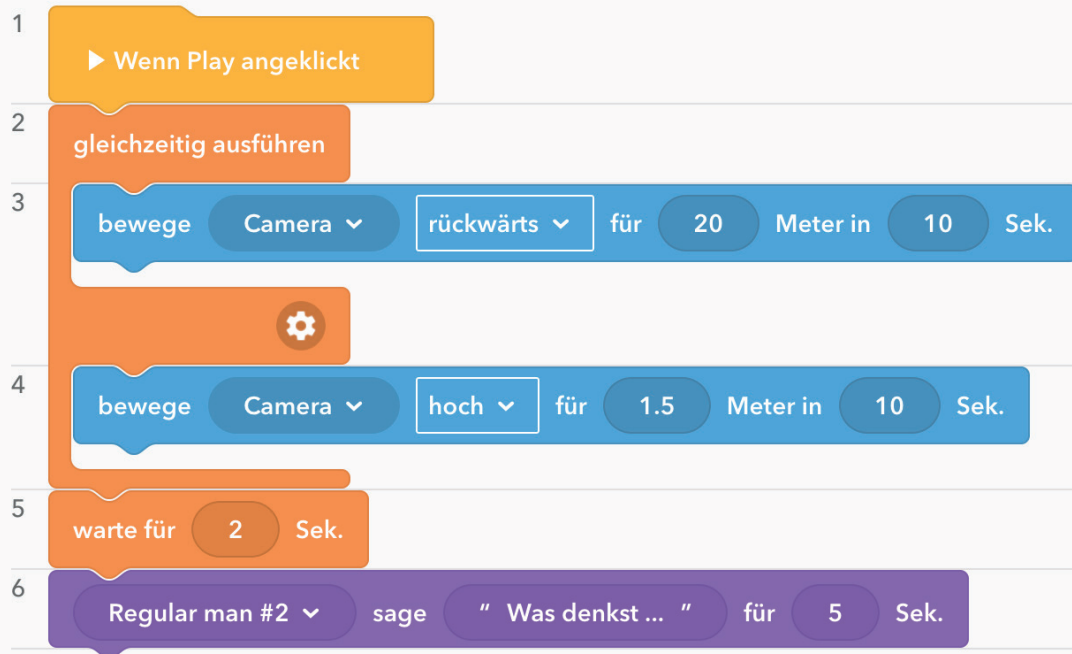 1
▶ Wenn Play angeklickt
2
gleichzeitig ausführen
3
bewege Camera rückwärts für 20 Meter in 10 Sek.
4
bewege Camera hoch für 1.5 Meter in 10 Sek.
5
warte für 2 Sek.
6
Regular man #2 sage " Was denkst ... " für 5 Sek.